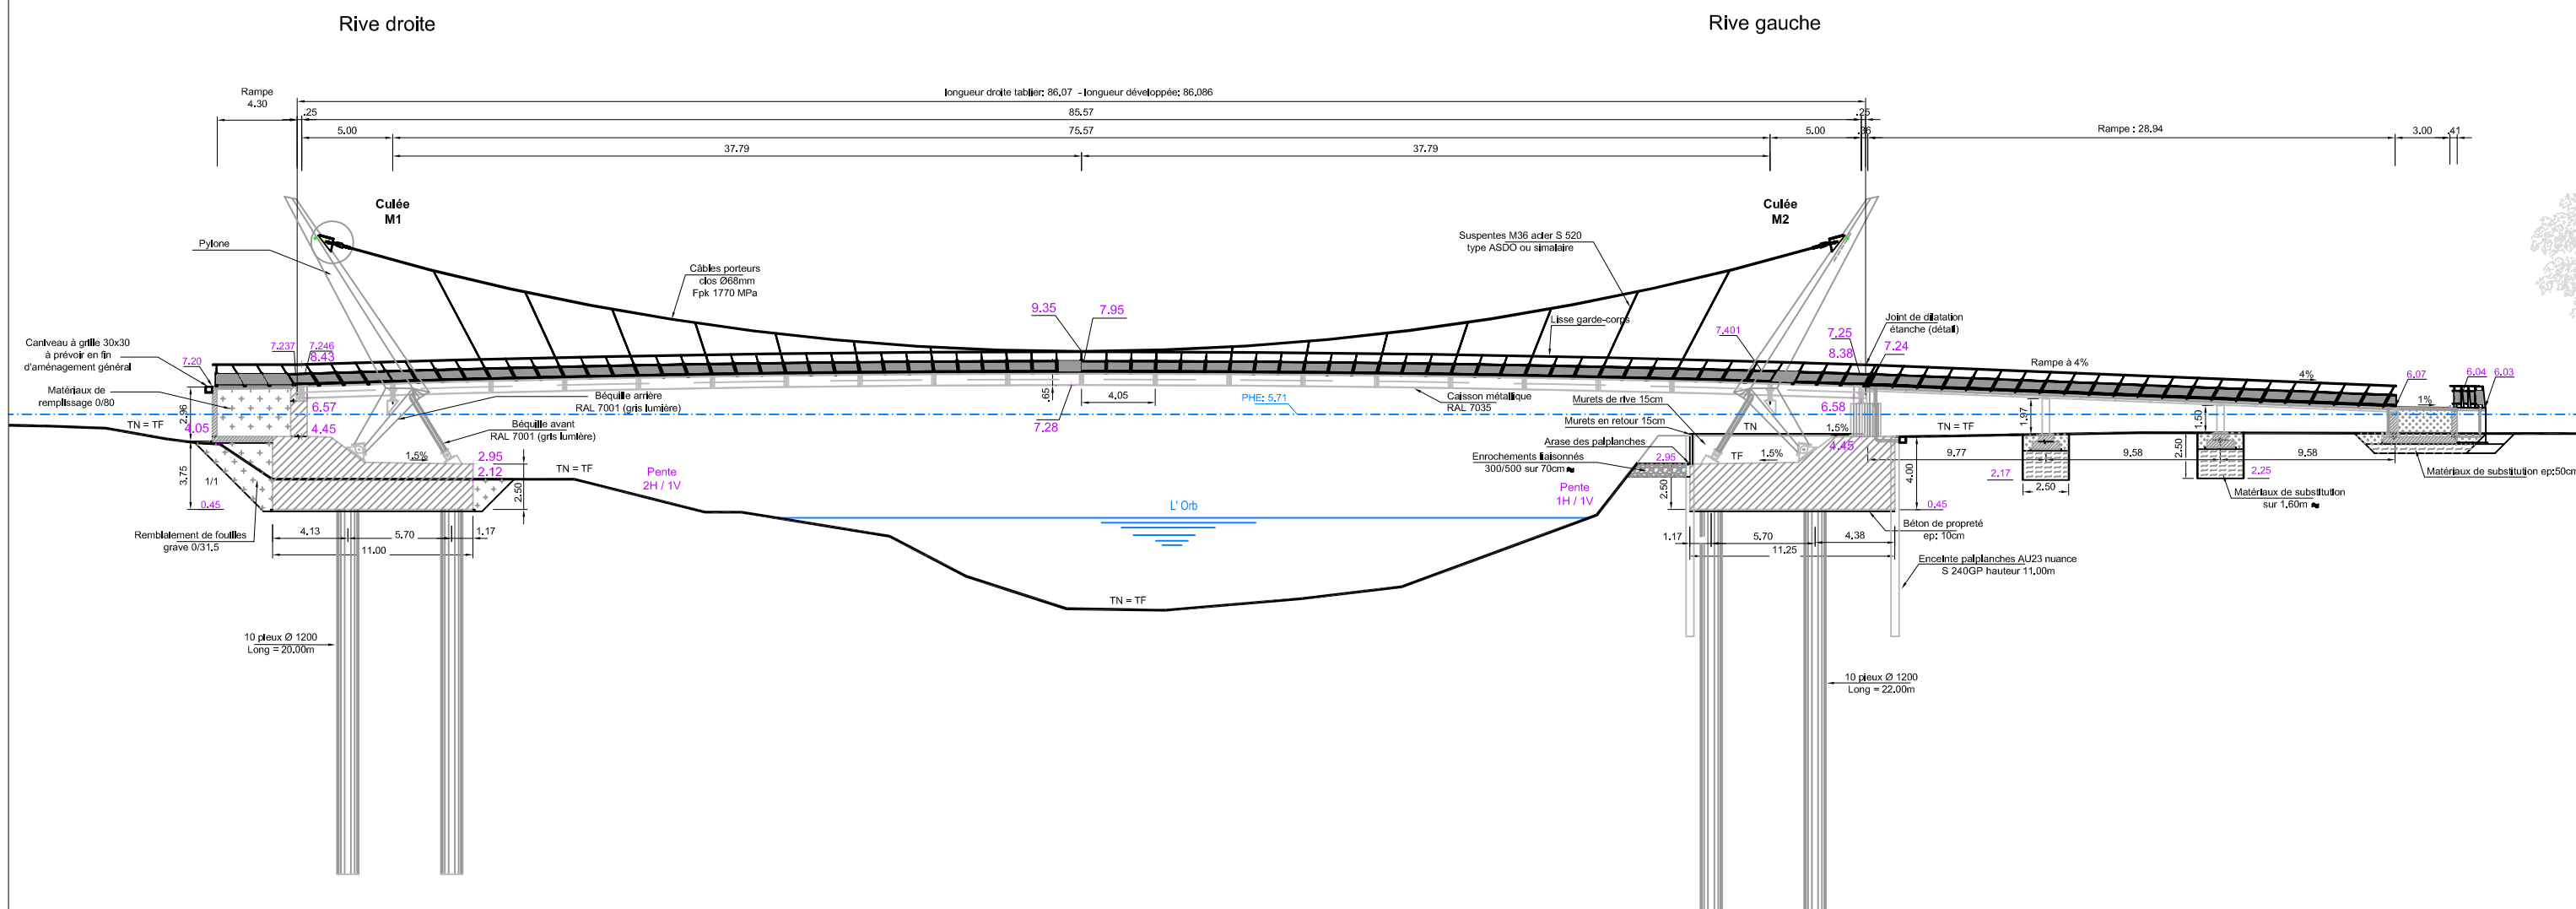 Rive droite
Rive gauche
Rampe
4.30
longueur droite tablier: 86.07 - longueur développée: 86.086
.25
85.57
.25
5.00
75.57
5.00
.36
Rampe : 28.94
3.00
.41
37.79
37.79
Culée
M1
Culée
M2
Pylone
Câbles porteurs
clos Ø68mm
Fpk 1770 MPa
Suspentes M36 acier S 520
type ASDO ou simalaire
9.35
7.95
Lisse garde-corps
7.401
7.25
8.38
Joint de dilatation
étanche (détail)
7.24
Caniveau à grille 30x30
à prévoir en fin
d'aménagement général
7.20
7.237
7.246
8.43
Rampe à 4%
4%
6.07
6.04
6.03
1%
Matériaux de
remplissage 0/80
2.96
6.57
4.05
4.45
Béquille arrière
RAL 7001 (gris lumière)
Béquille avant
RAL 7001 (gris lumière)
.65
4.05
7.28
PHE: 5.71
Caisson métallique
RAL 7035
Murets de rive 15cm
Murets en retour 15cm
Arase des palplanches
Enrochements liaisonnés
300/500 sur 70cm
2.95
TN
TF
1.5%
1.5%
6.58
4.45
TN = TF
1.97
1.50
TN = TF
3.75
1/1
0.45
1.5%
2.95
2.12
2.50
TN = TF
Pente
2H / 1V
L' Orb
Pente
1H / 1V
2.50
4.00
0.45
9.77
9.58
9.58
2.17
2.50
2.50
2.25
Matériaux de substitution ep:50cm
Matériaux de substitution
sur 1.60m
Remblaiement de fouilles
grave 0/31.5
4.13
5.70
1.17
11.00
1.17
5.70
4.38
11.25
Béton de propreté
ep: 10cm
Enceinte palplanches AU23 nuance
S 240GP hauteur 11.00m
TN = TF
10 pieux Ø 1200
Long = 20.00m
10 pieux Ø 1200
Long = 22.00m